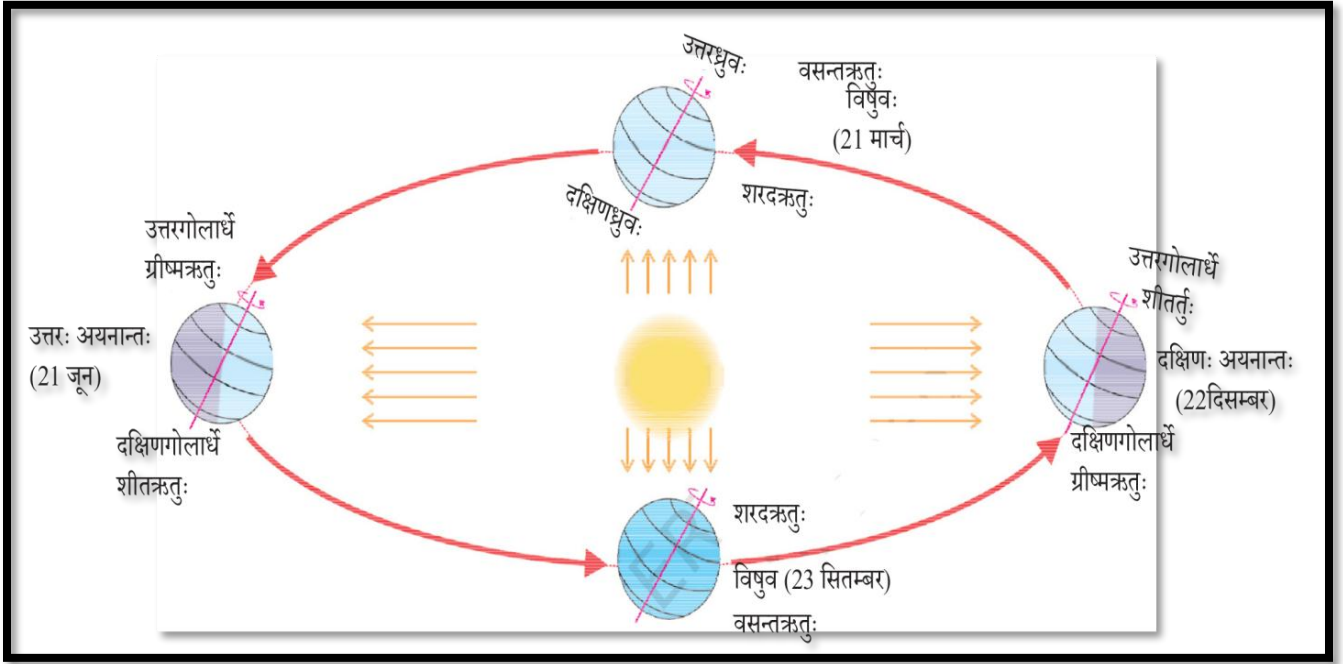 उत्तरध्रुवः
वसन्तऋतुः
विषुवः
(21 मार्च)
दक्षिणध्रुवः
शरदऋतुः
उत्तरगोलार्धे
ग्रीष्मऋतुः
उत्तरः अयनान्तः
(21 जून)
दक्षिणगोलार्धे
शीतऋतुः
उत्तरगोलार्धे
शीतर्तुः
दक्षिणः अयनान्तः
(22दिसम्बर)
दक्षिणगोलार्धे
ग्रीष्मऋतुः
शरदऋतुः
विषुव (23 सितम्बर)
वसन्तऋतुः